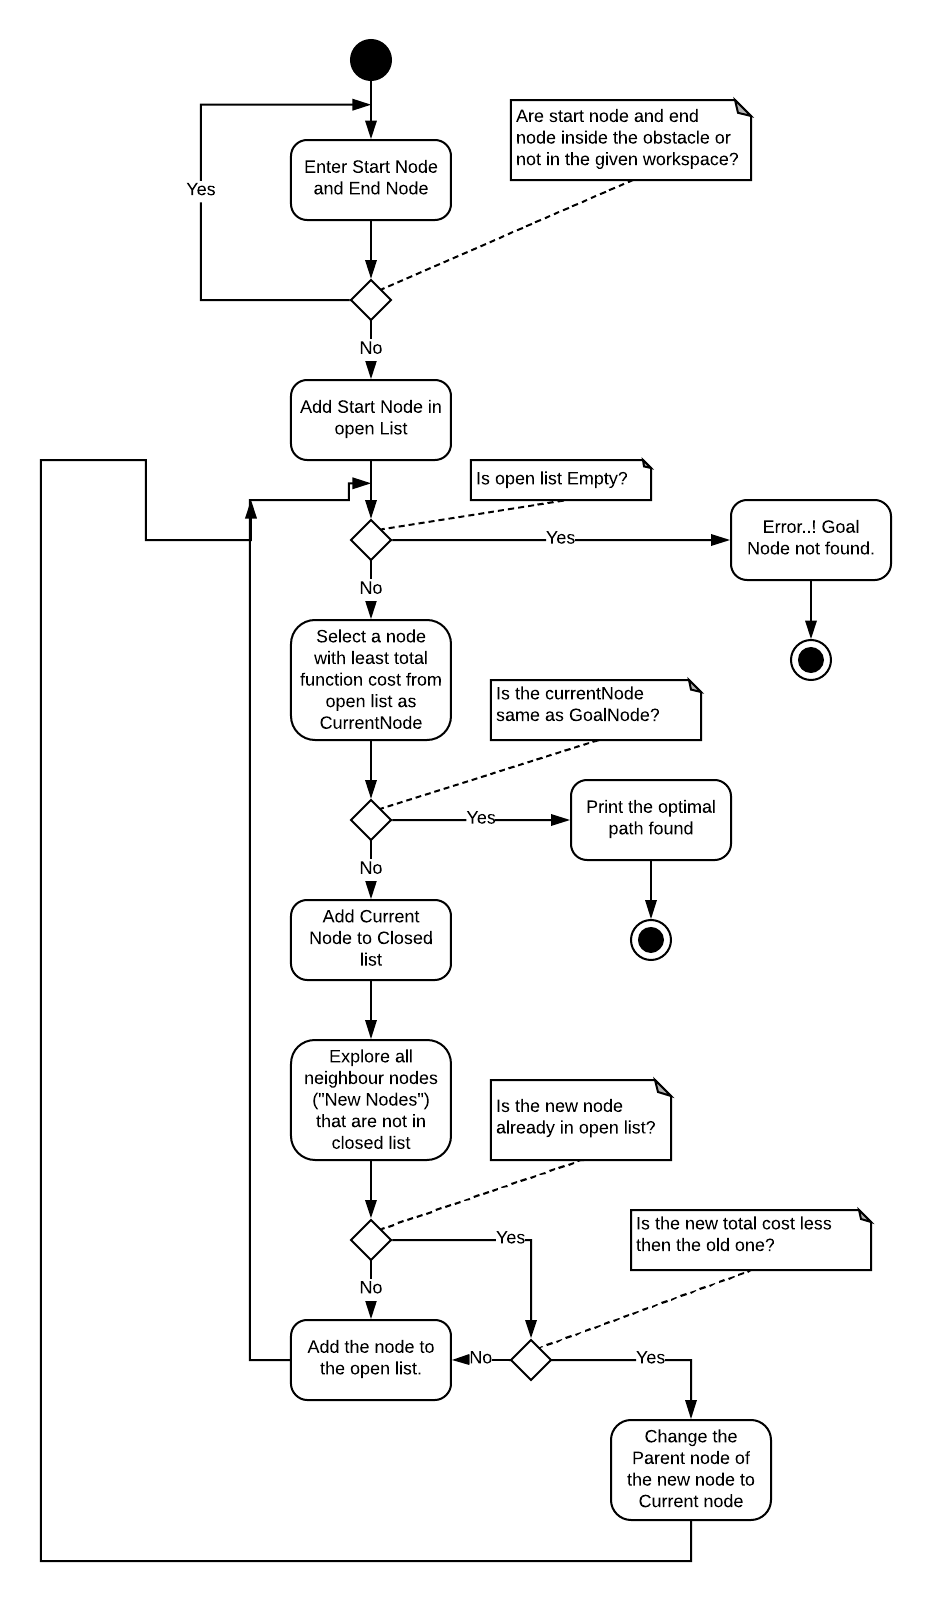 Are start node and end
node inside the obstacle or
not in the given workspace?
Enter Start Node
and End Node
Yes
No
Add Start Node in
open List
Is open list Empty?
Yes
Error..! Goal
Node not found.
No
Select a node
with least total
function cost from
open list as
CurrentNode
Is the currentNode
same as GoalNode?
Yes
Print the optimal
path found
No
Add Current
Node to Closed
list
Explore all
neighbour nodes
("New Nodes")
that are not in
closed list
Is the new node
already in open list?
Yes
Is the new total cost less
then the old one?
No
Add the node to
the open list.
No
Yes
Change the
Parent node of
the new node to
Current node